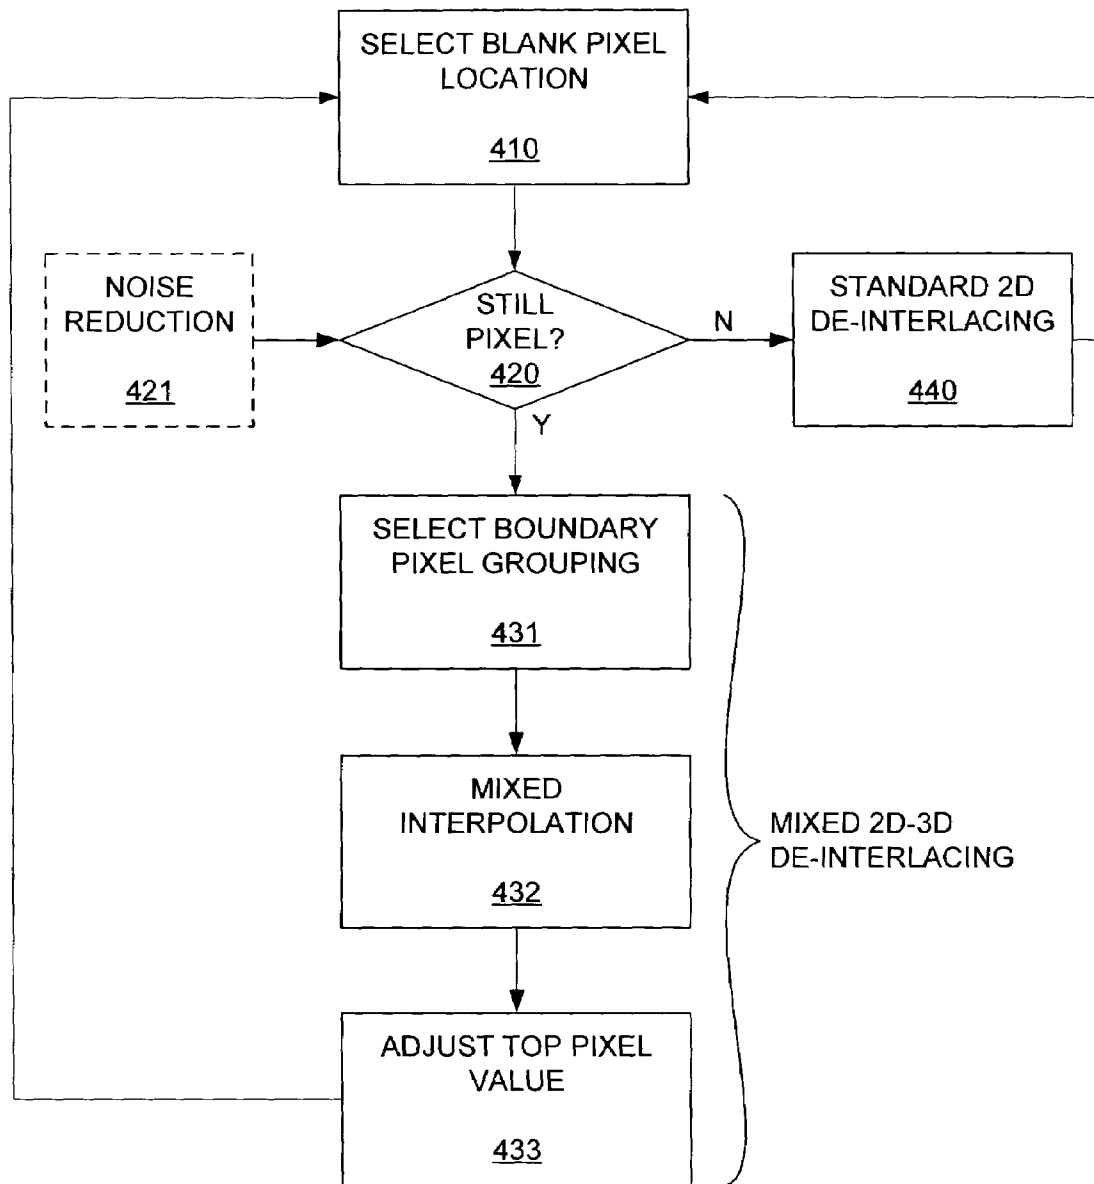 SELECT BLANK PIXEL
LOCATION
410
NOISE
REDUCTION
421
STILL
PIXEL?
420
N
Y
STANDARD 2D
DE-INTERLACING
440
SELECT BOUNDARY
PIXEL GROUPING
431
MIXED
INTERPOLATION
432
MIXED 2D-3D
DE-INTERLACING
ADJUST TOP PIXEL
VALUE
433